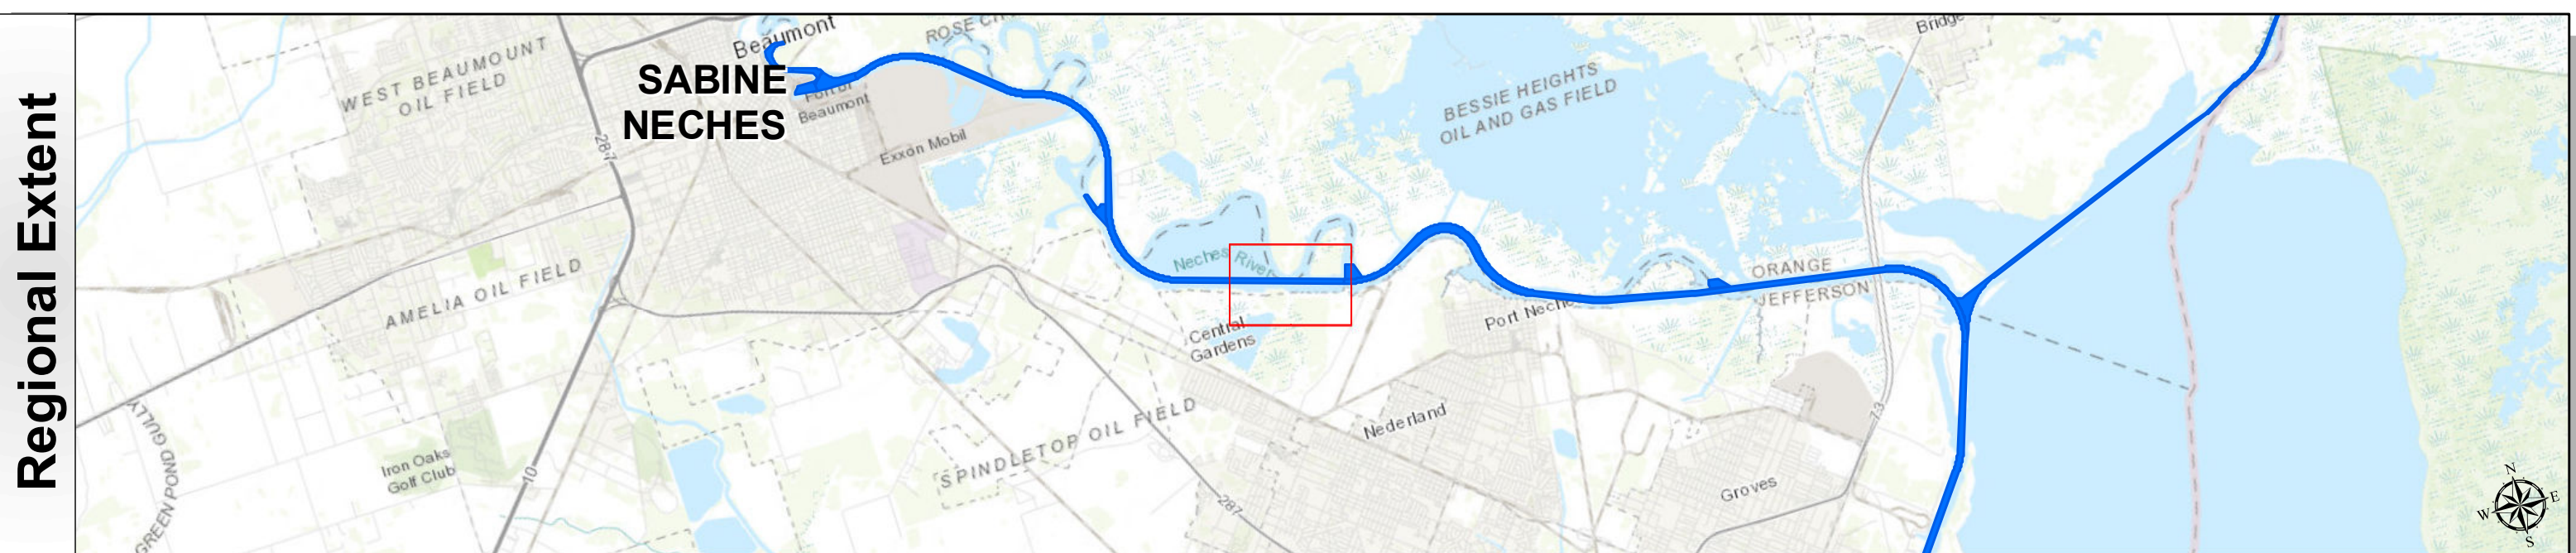 Regional Extent
Beaumont
ROSE CI
WEST BEAUMOUNT
OIL FIELD
SABINE
NECHES
Port of
Beaumont
287
Exxon Mobil
BESSIE HEIGHTS
OIL AND GAS FIELD
Bridge
Neches River
AMELIA OIL FIELD
ORANGE
JEFFERSON
Port Neche
Central
Gardens
Nederland
73
SPINDLETOP OIL FIELD
GREEN POND GULLY
Iron Oaks
Golf Club
10
287
Groves
N
W
E
S